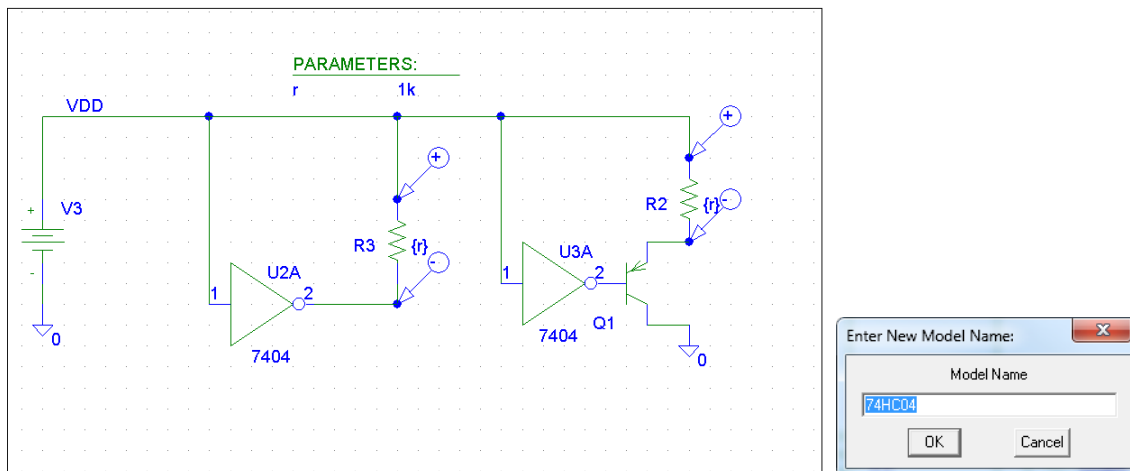 PARAMETERS:
r 1k
VDD
+
+
+ V3
R2 {r}
-
R3 {r}
U3A
-
U2A
-
1 2
1 2
Q1
0
7404
7404
0
Enter New Model Name:
Model Name
74HC04
OK Cancel